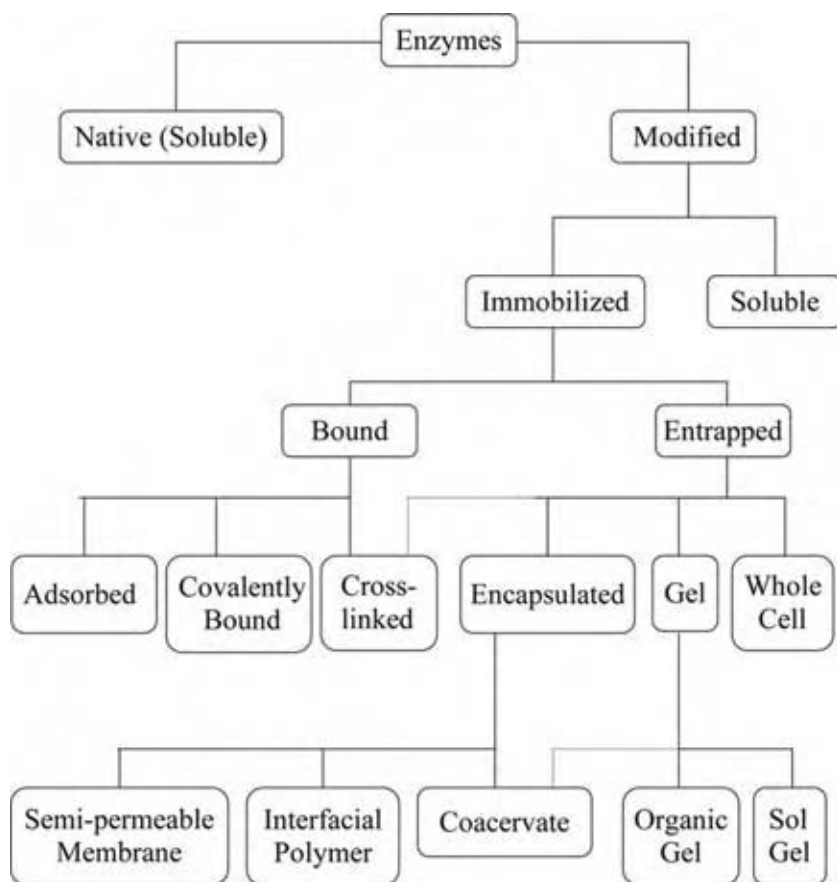 Enzymes
Native (Soluble)
Modified
Immobilized
Soluble
Bound
Entrapped
Adsorbed
Covalently
Bound
Cross-
linked
Encapsulated
Gel
Whole
Cell
Semi-permeable
Membrane
Interfacial
Polymer
Coacervate
Organic
Gel
Sol
Gel